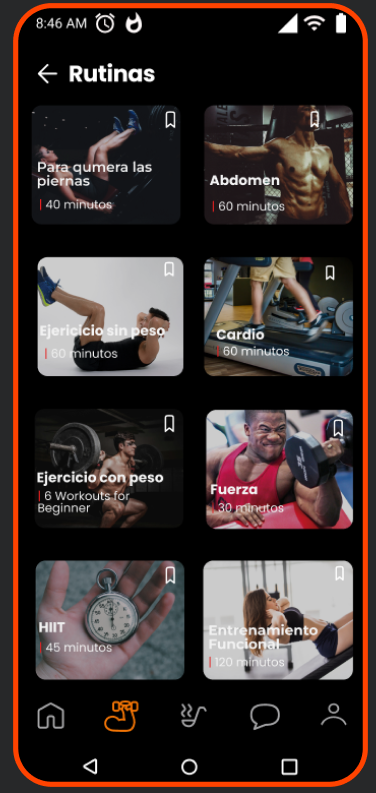 8:46 AM
Rutinas
Para qumera las
piernas
40 minutos
Abdomen
60 minutos
Ejericicio sin peso
60 minutos
Cardio
60 minutos
Ejercicio con peso
6 Workouts for
Beginner
Fuerza
30 minutos
HIIT
45 minutos
Entrenamiento
Funcional
120 minutos